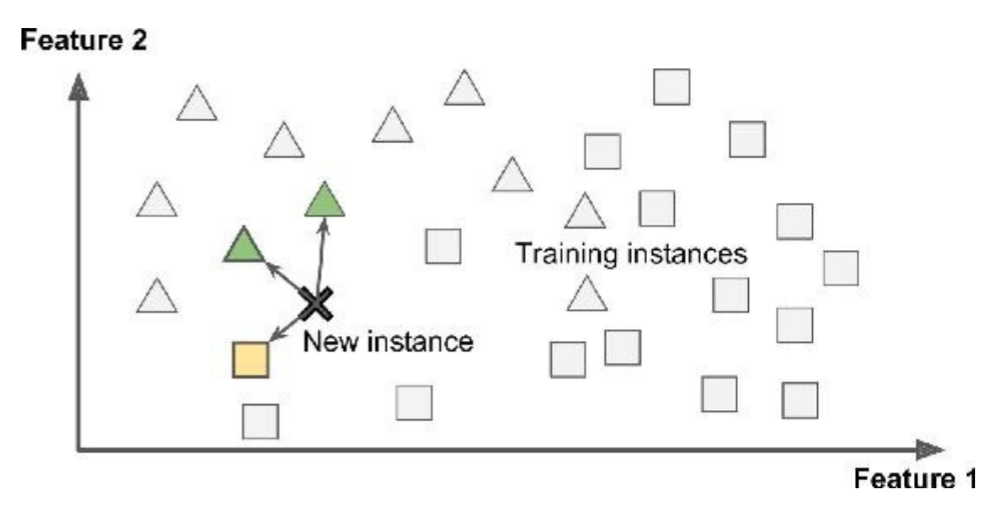 Feature 2
Training instances
New instance
Feature 1